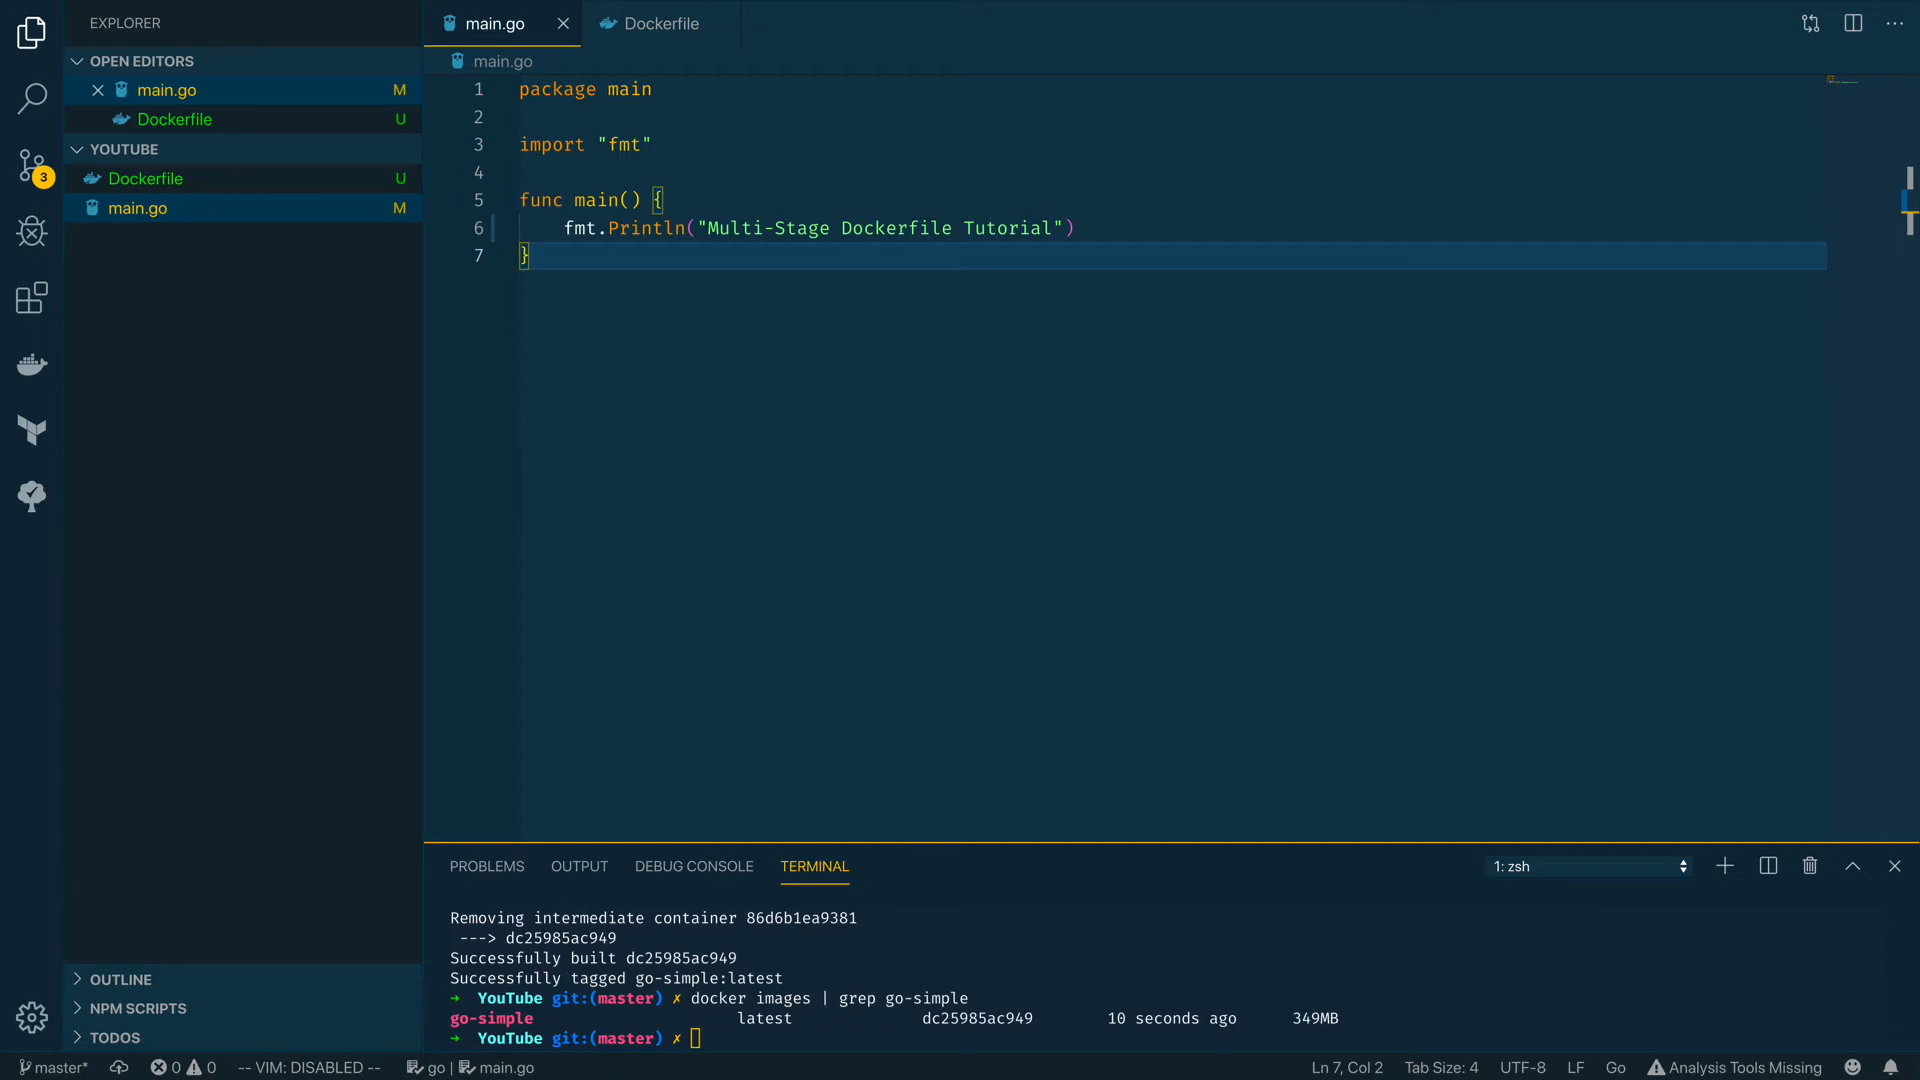 EXPLORER
OPEN EDITORS
main.go M
Dockerfile U
YOUTUBE
Dockerfile U
main.go M
3
OUTLINE
NPM SCRIPTS
TODOS
main.go
Dockerfile
main.go
1 package main
2
3 import "fmt"
4
5 func main() {
6 fmt.Println("Multi-Stage Dockerfile Tutorial")
7 }
PROBLEMS OUTPUT DEBUG CONSOLE TERMINAL 1: zsh
Removing intermediate container 86d6b1ea9381
---> dc25985ac949
Successfully built dc25985ac949
Successfully tagged go-simple:latest
→ YouTube git:(master) ✗ docker images | grep go-simple
go-simple latest dc25985ac949 10 seconds ago 349MB
→ YouTube git:(master) ✗
master* 0 0 -- VIM: DISABLED -- go | main.go Ln 7, Col 2 Tab Size: 4 UTF-8 LF Go Analysis Tools Missing